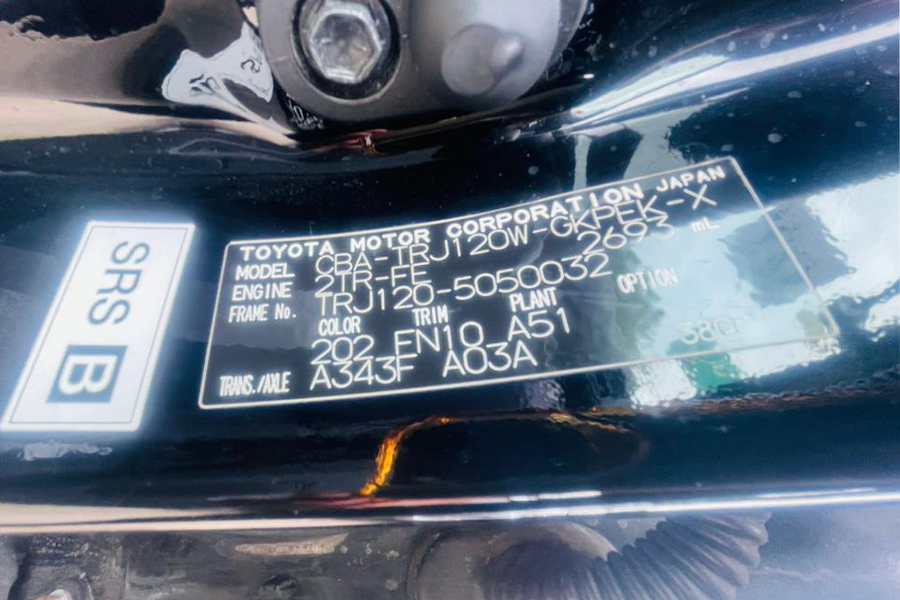 TOYOTA MOTOR CORPORATION JAPAN
MODEL CBA-TRJ120W-GKPEK-X
ENGINE 2TR-FE 2693 mL
FRAME No. TRJ120-5050032
COLOR TRIM PLANT OPTION
202 FN10 A51
TRANS./AXLE A343F A03A
SRS B